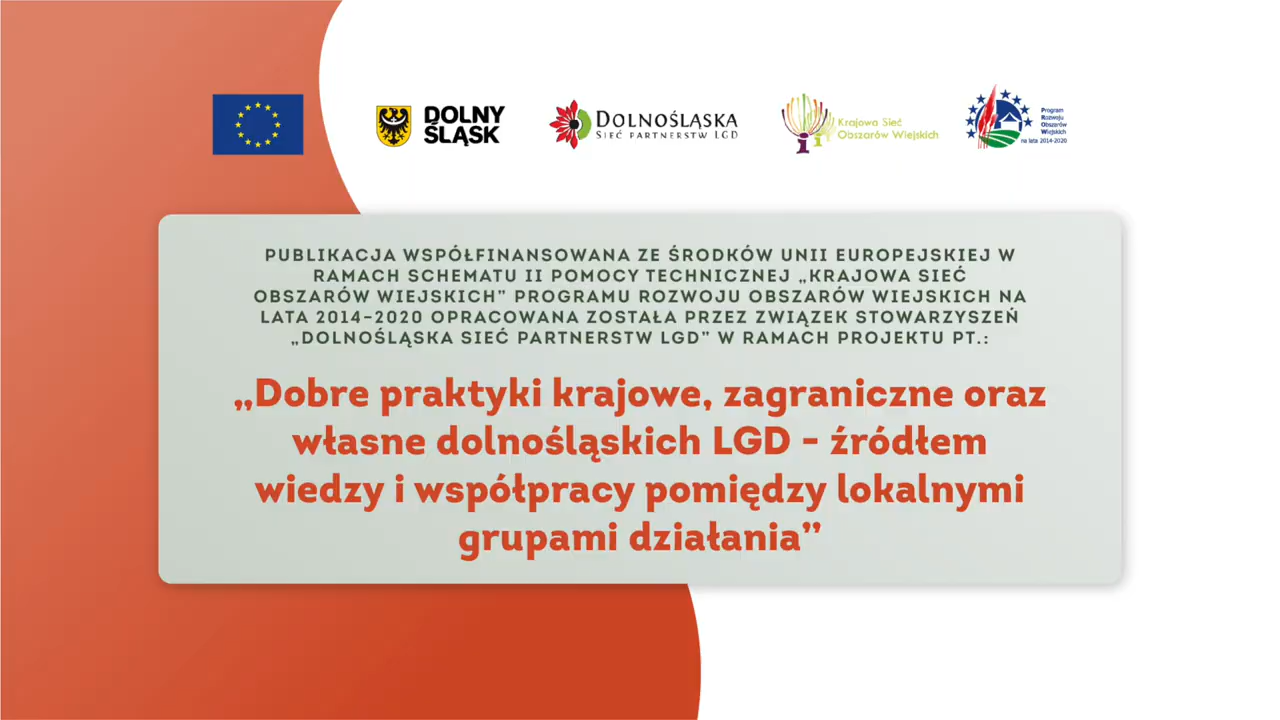 DOLNY
ŚLĄSK
DOLNOŚLĄSKA
SIEĆ PARTNERSTW LGD
Krajowa Sieć
Obszarów Wiejskich
Program
Rozwoju
Obszarów
Wiejskich
na lata 2014-2020
PUBLIKACJA WSPÓŁFINANSOWANA ZE ŚRODKÓW UNII EUROPEJSKIEJ W
RAMACH SCHEMATU II POMOCY TECHNICZNEJ „KRAJOWA SIEĆ
OBSZARÓW WIEJSKICH” PROGRAMU ROZWOJU OBSZARÓW WIEJSKICH NA
LATA 2014–2020 OPRACOWANA ZOSTAŁA PRZEZ ZWIĄZEK STOWARZYSZEŃ
„DOLNOŚLĄSKA SIEĆ PARTNERSTW LGD” W RAMACH PROJEKTU PT.:
„Dobre praktyki krajowe, zagraniczne oraz
własne dolnośląskich LGD – źródłem
wiedzy i współpracy pomiędzy lokalnymi
grupami działania”